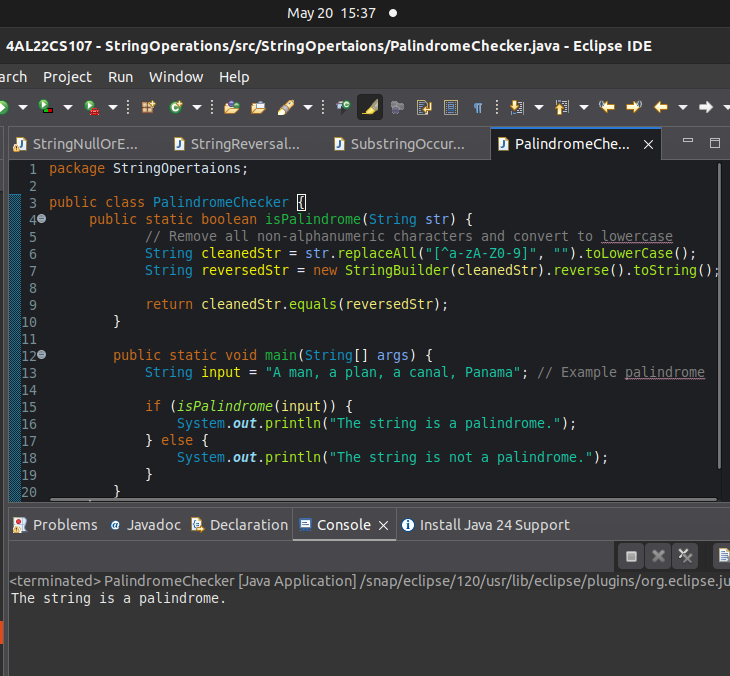 May 20 15:37
4AL22CS107 - StringOperations/src/StringOpertaions/PalindromeChecker.java - Eclipse IDE
arch Project Run Window Help
StringNullOrE... StringReversal... SubstringOccur... PalindromeChe...
1 package StringOpertaions;
2
3 public class PalindromeChecker {
4 public static boolean isPalindrome(String str) {
5 // Remove all non-alphanumeric characters and convert to lowercase
6 String cleanedStr = str.replaceAll("[^a-zA-Z0-9]", "").toLowerCase();
7 String reversedStr = new StringBuilder(cleanedStr).reverse().toString();
8
9 return cleanedStr.equals(reversedStr);
10 }
11
12 public static void main(String[] args) {
13 String input = "A man, a plan, a canal, Panama"; // Example palindrome
14
15 if (isPalindrome(input)) {
16 System.out.println("The string is a palindrome.");
17 } else {
18 System.out.println("The string is not a palindrome.");
19 }
20 }
Problems Javadoc Declaration Console Install Java 24 Support
<terminated> PalindromeChecker [Java Application] /snap/eclipse/120/usr/lib/eclipse/plugins/org.eclipse.ju
The string is a palindrome.